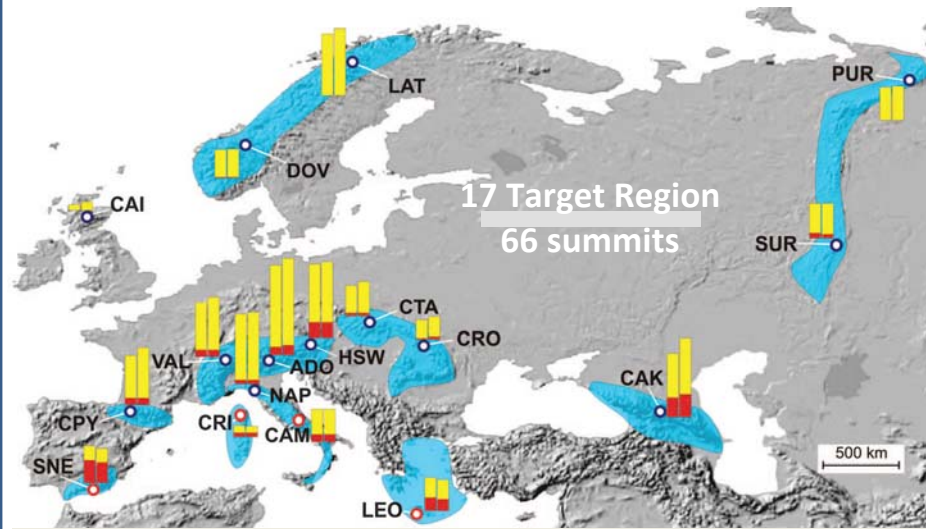 LAT
PUR
DOV
CAI
17 Target Region
66 summits
SUR
CTA
CRO
HSW
VAL
ADO
NAP
CAK
CPY
CRI
CAM
SNE
500 km
LEO